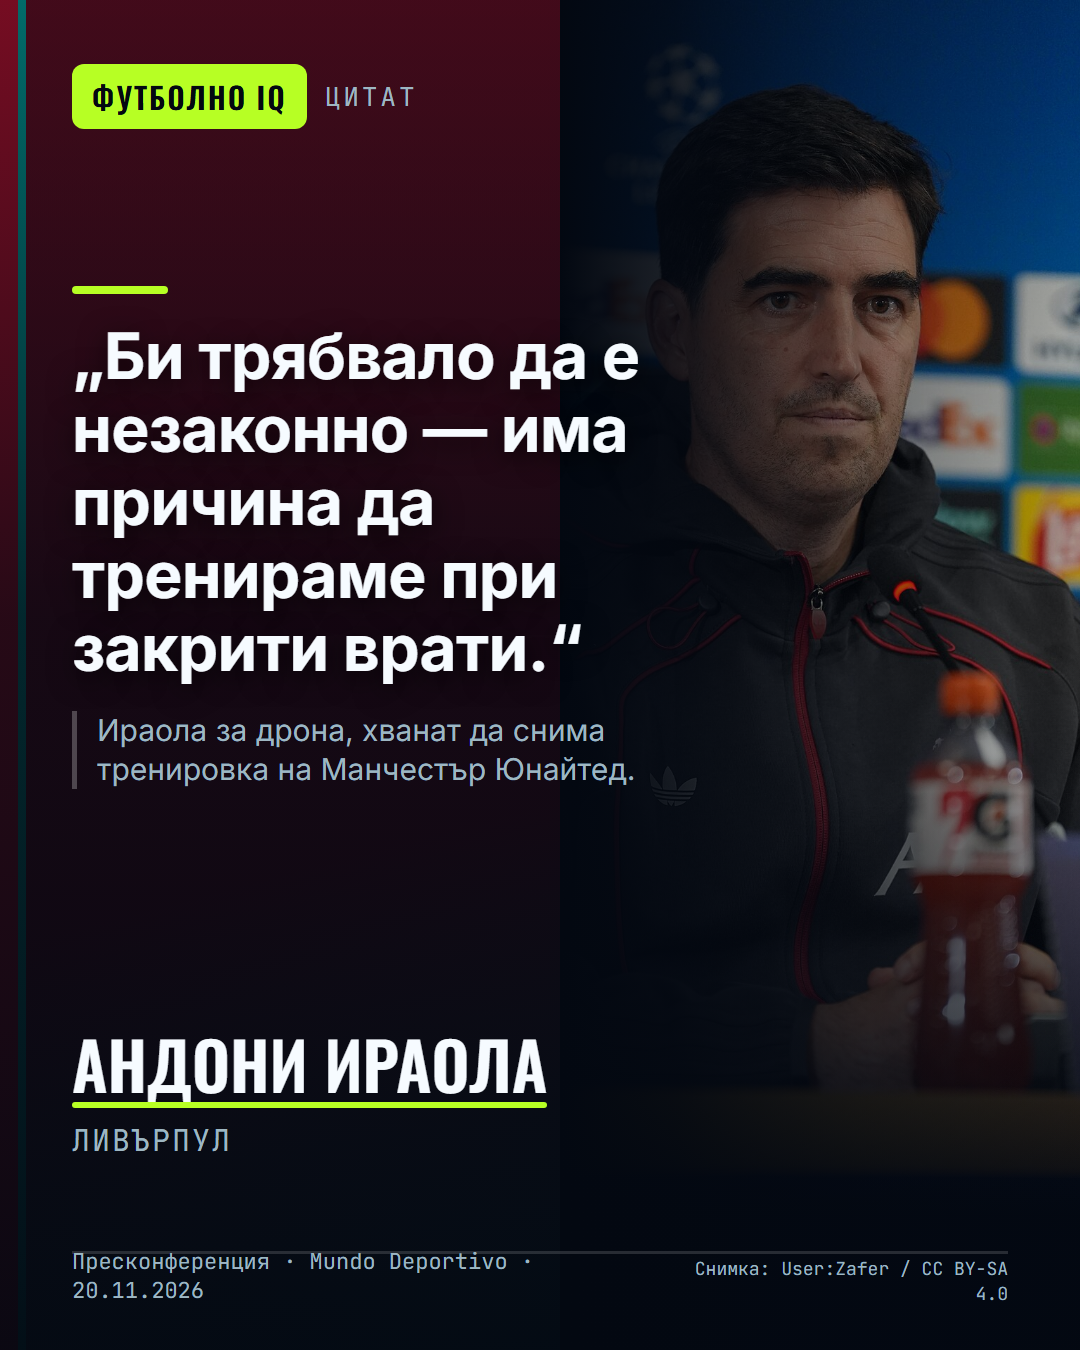 ФУТБОЛНО IQ ЦИТАТ
„Би трябвало да е
незаконно — има
причина да
тренираме при
закрити врати.“
Ираола за дрона, хванат да снима
тренировка на Манчестър Юнайтед.
АНДОНИ ИРАОЛА
ЛИВЪРПУЛ
Пресконференция · Mundo Deportivo ·
20.11.2026
Снимка: User:Zafer / CC BY-SA
4.0